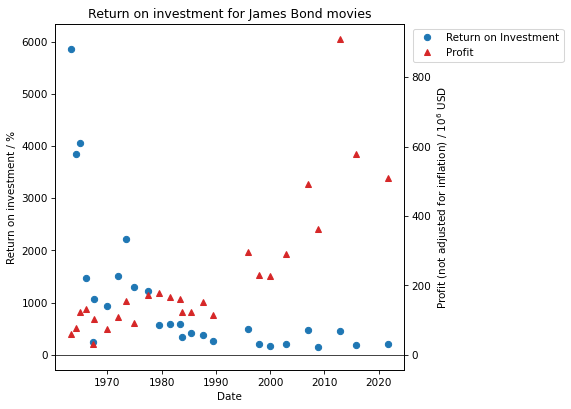 Return on investment for James Bond movies
Return on Investment
Profit
Return on investment / %
6000
5000
4000
3000
2000
1000
0
800
600
400
200
0
Profit (not adjusted for inflation) / 10⁶ USD
1970 1980 1990 2000 2010 2020
Date